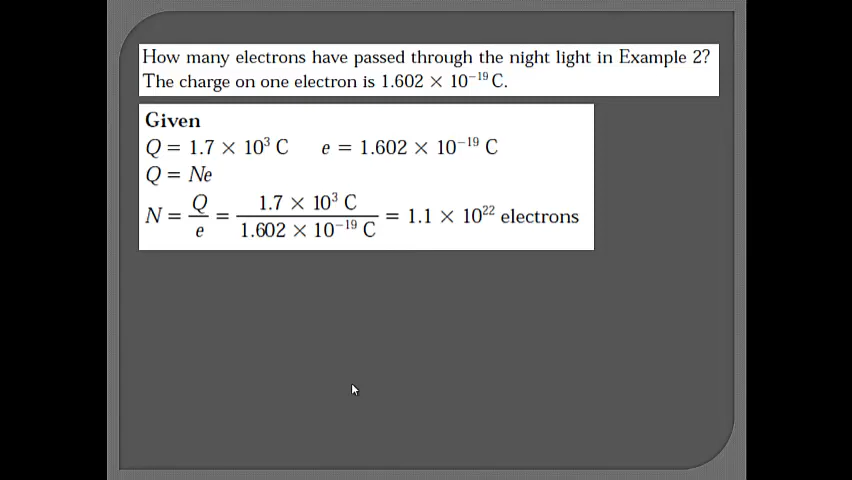 How many electrons have passed through the night light in Example 2?
The charge on one electron is 1.602 × 10⁻¹⁹ C.
Given
Q = 1.7 × 10³ C e = 1.602 × 10⁻¹⁹ C
Q = Ne
N = Q/e = 1.7 × 10³ C / 1.602 × 10⁻¹⁹ C = 1.1 × 10²² electrons